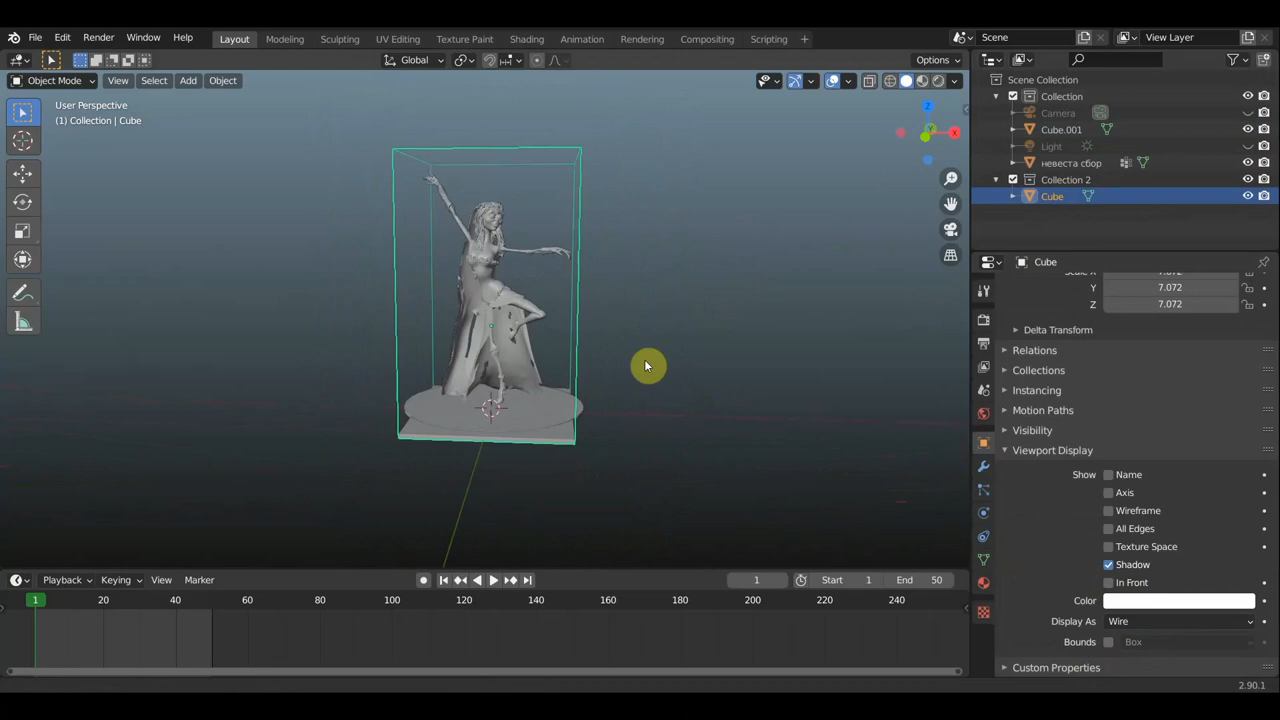 File Edit Render Window Help Layout Modeling Sculpting UV Editing Texture Paint Shading Animation Rendering Compositing Scripting + Scene View Layer
Global Options
Object Mode View Select Add Object
User Perspective
(1) Collection | Cube
Z
X
Scene Collection
Collection
Camera
Cube.001
Light
невеста сбор
Collection 2
Cube
Cube
Scale X
Y 7.072
Z 7.072
Delta Transform
Relations
Collections
Instancing
Motion Paths
Visibility
Viewport Display
Show Name
Axis
Wireframe
All Edges
Texture Space
Shadow
In Front
Color
Display As Wire
Bounds Box
Custom Properties
Playback Keying View Marker 1 Start 1 End 50
1 20 40 60 80 100 120 140 160 180 200 220 240
2.90.1